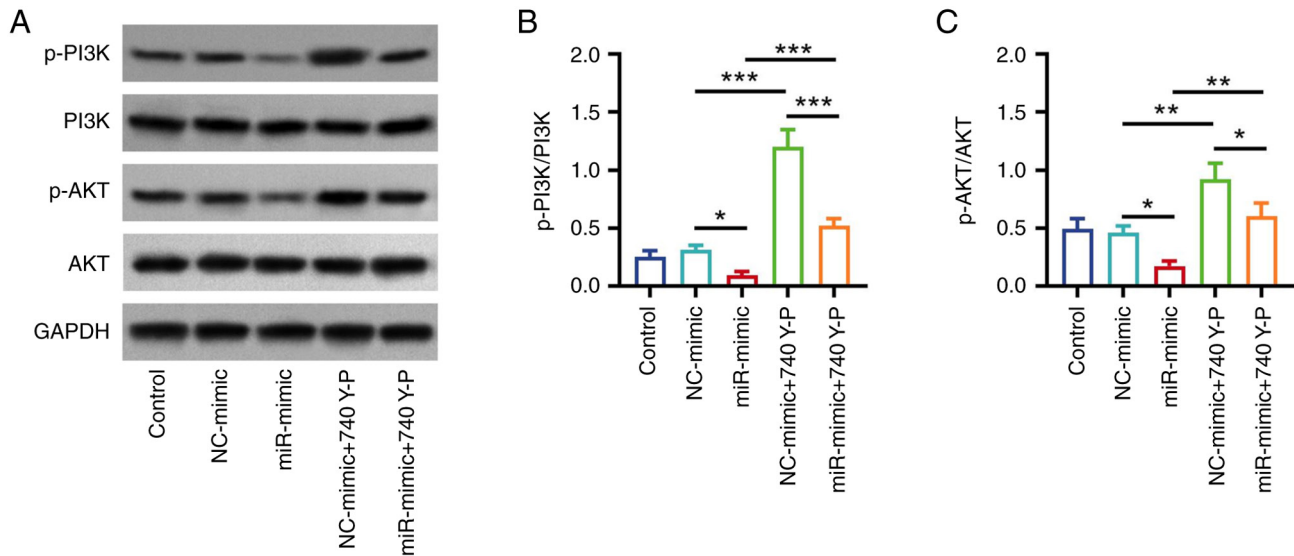 A
p-PI3K
PI3K
p-AKT
AKT
GAPDH
Control
NC-mimic
miR-mimic
NC-mimic+740 Y-P
miR-mimic+740 Y-P
B
p-PI3K/PI3K
2.0
1.5
1.0
0.5
0.0
***
***
***
*
Control
NC-mimic
miR-mimic
NC-mimic+740 Y-P
miR-mimic+740 Y-P
C
p-AKT/AKT
2.0
1.5
1.0
0.5
0.0
**
**
*
*
Control
NC-mimic
miR-mimic
NC-mimic+740 Y-P
miR-mimic+740 Y-P